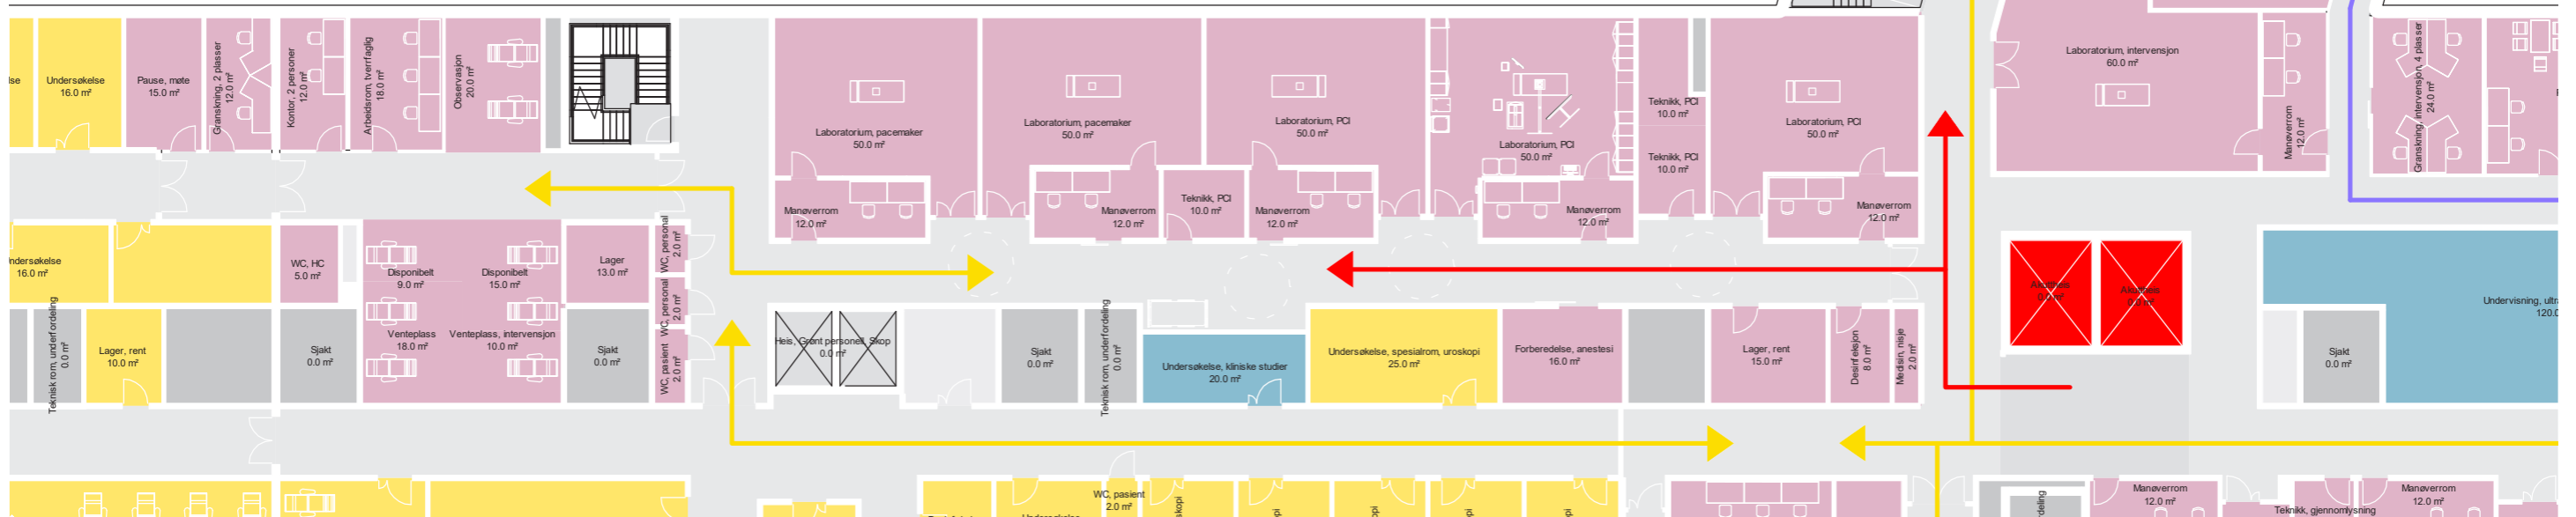 Undersøkelse
16.0 m²
Pause, møte
15.0 m²
Granskning, 2 plasser
12.0 m²
Kontor, 2 personer
12.0 m²
Arbeidsrom, tverrfaglig
18.0 m²
Observasjon
20.0 m²
Laboratorium, pacemaker
50.0 m²
Laboratorium, pacemaker
50.0 m²
Laboratorium, PCI
50.0 m²
Laboratorium, PCI
50.0 m²
Teknikk, PCI
10.0 m²
Teknikk, PCI
10.0 m²
Laboratorium, PCI
50.0 m²
Laboratorium, intervensjon
60.0 m²
Manøverrom
12.0 m²
Granskning, intervensjon, 4 plasser
24.0 m²
Manøverrom
12.0 m²
Manøverrom
12.0 m²
Teknikk, PCI
10.0 m²
Manøverrom
12.0 m²
Manøverrom
12.0 m²
Manøverrom
12.0 m²
ndersøkelse
16.0 m²
WC, HC
5.0 m²
Disponibelt
9.0 m²
Disponibelt
15.0 m²
Lager
13.0 m²
WC, personal
2.0 m²
WC, personal
2.0 m²
WC, pasient
2.0 m²
Akuttheis
0.0 m²
Akuttheis
0.0 m²
Undervisning, ultr
120.0
Teknisk rom, underfordeling
0.0 m²
Lager, rent
10.0 m²
Sjakt
0.0 m²
Venteplass
18.0 m²
Venteplass, intervensjon
10.0 m²
Sjakt
0.0 m²
Heis, Grønt personell, Skop
0.0 m²
Sjakt
0.0 m²
Teknisk rom, underfordeling
0.0 m²
Undersøkelse, kliniske studier
20.0 m²
Undersøkelse, spesialrom, uroskopi
25.0 m²
Forberedelse, anestesi
16.0 m²
Lager, rent
15.0 m²
Desinfeksjon
8.0 m²
Medisin, nisje
2.0 m²
Sjakt
0.0 m²
WC, pasient
2.0 m²
skopi
Manøverrom
12.0 m²
Teknikk, gjennomlysning
Manøverrom
12.0 m²